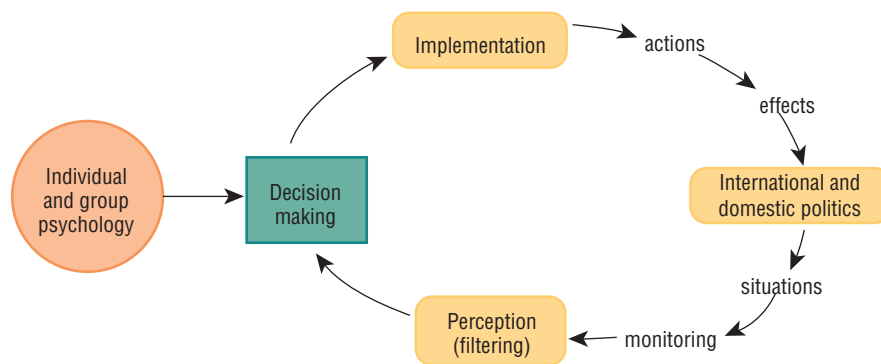 Implementation
actions
effects
Individual
and group
psychology
Decision
making
International and
domestic politics
situations
Perception
(filtering)
monitoring